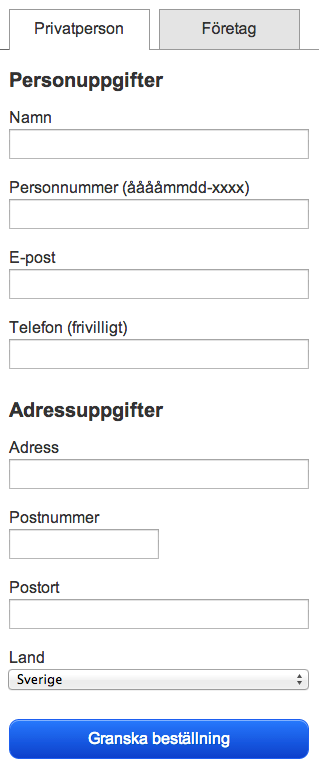 Privatperson
Företag
Personuppgifter
Namn
Personnummer (ååååmmdd-xxxx)
E-post
Telefon (frivilligt)
Adressuppgifter
Adress
Postnummer
Postort
Land
Sverige
Granska beställning